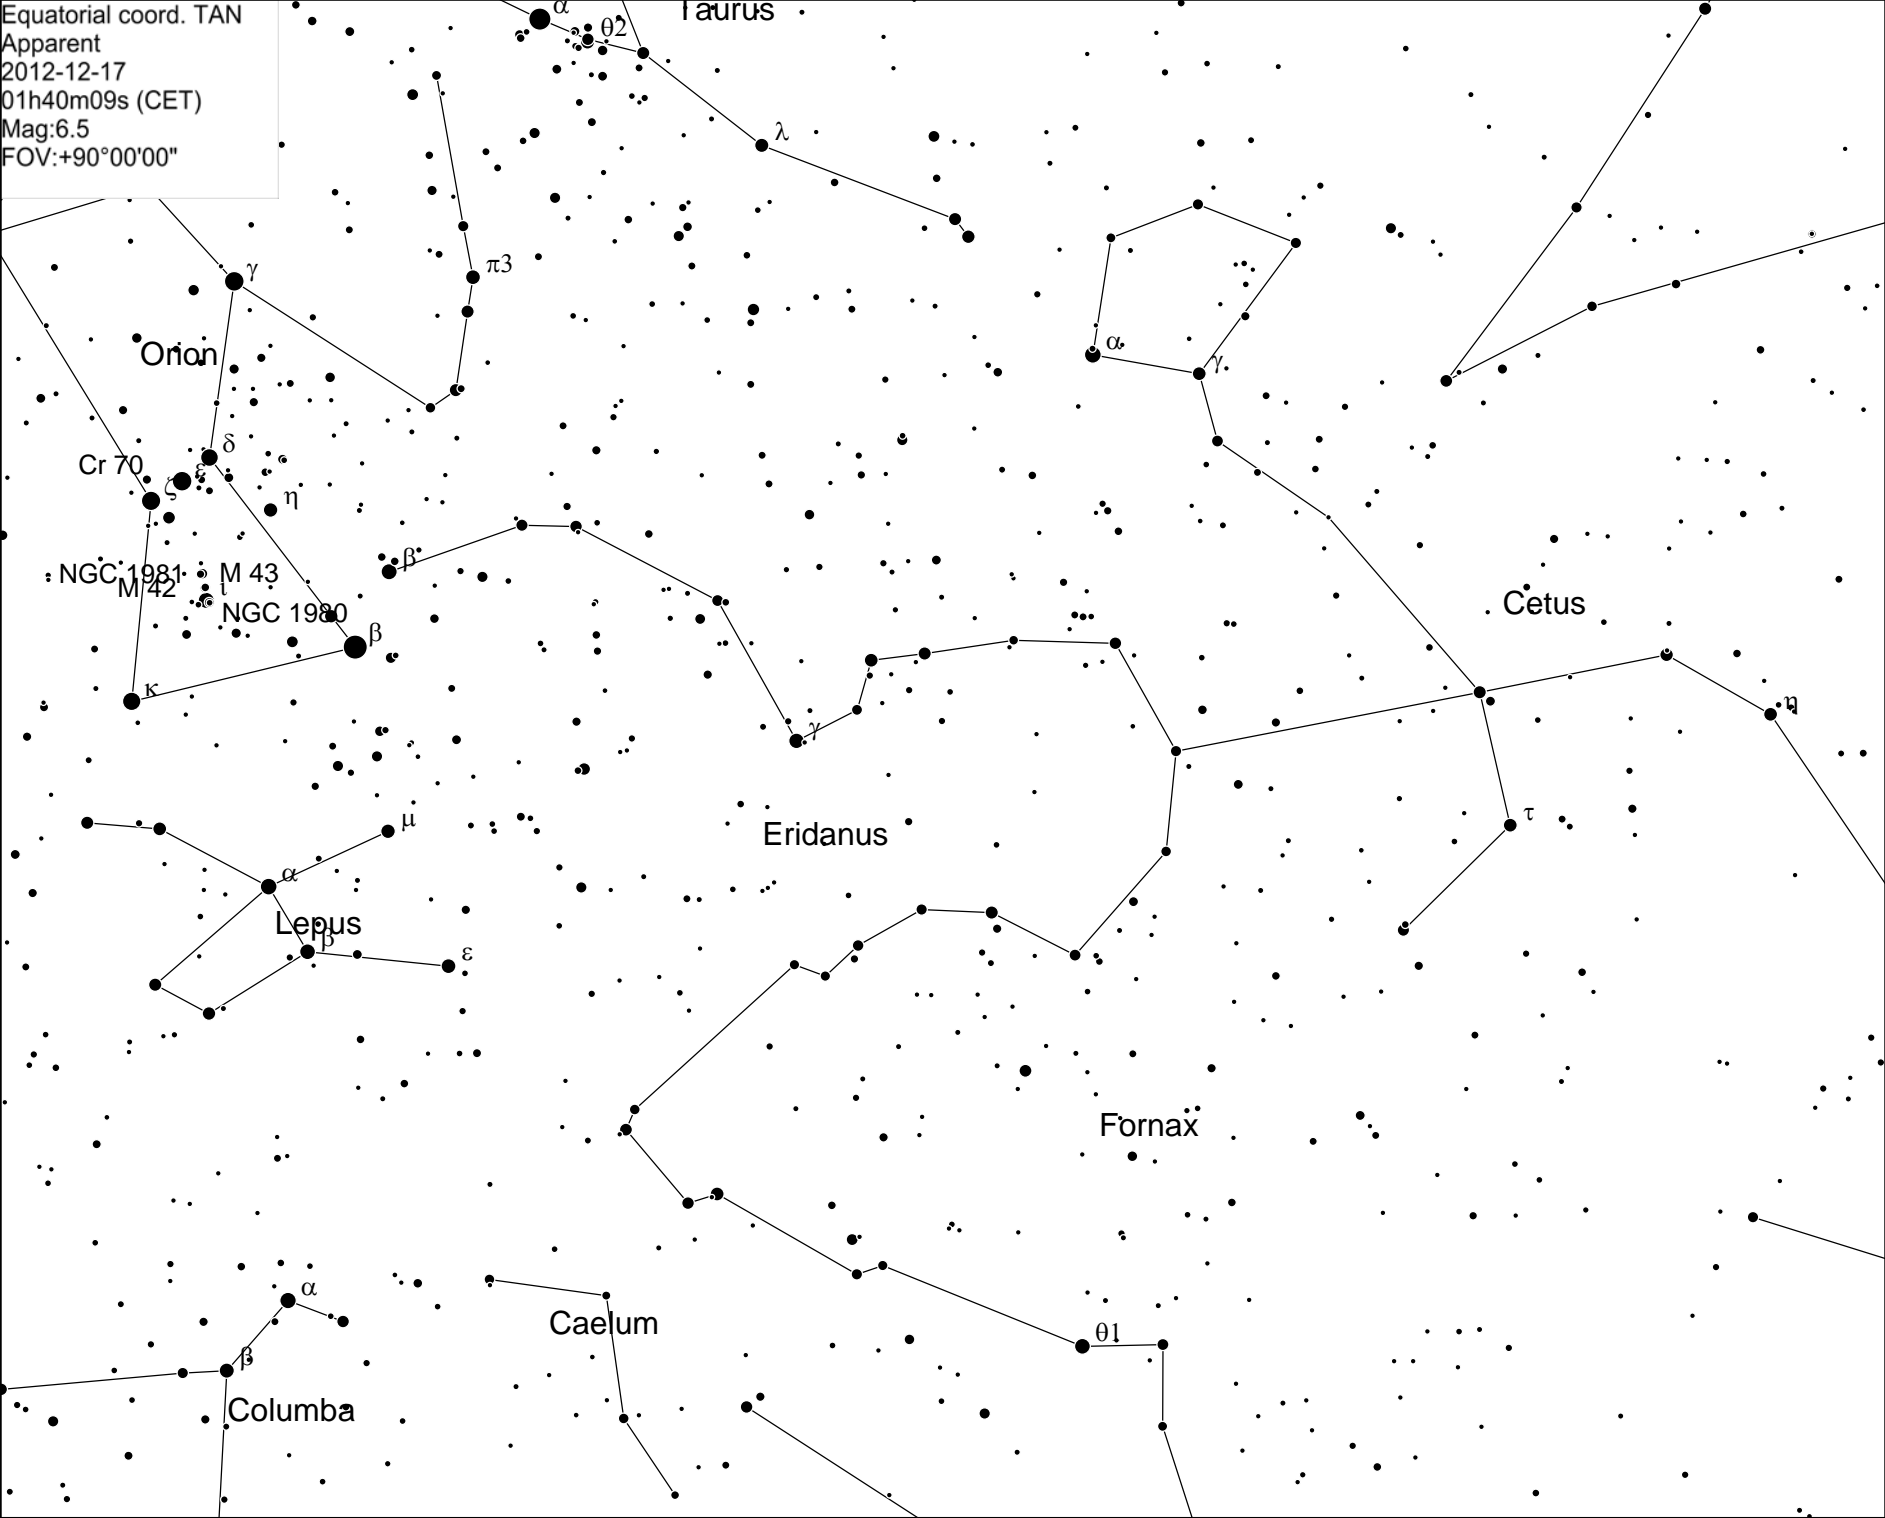 Equatorial coord. TAN
Apparent
2012-12-17
01h40m09s (CET)
Mag:6.5
FOV:+90°00'00"
α
θ2
Taurus
λ
γ
π3
Orion
α
γ
δ
Cr 70
ε
ζ
η
β
NGC 1981
M 43
M 42
ι
NGC 1980
Cetus
β
κ
γ
η
μ
Eridanus
τ
α
Lepus
β
ε
Fornax
α
Caelum
θ1
β
Columba